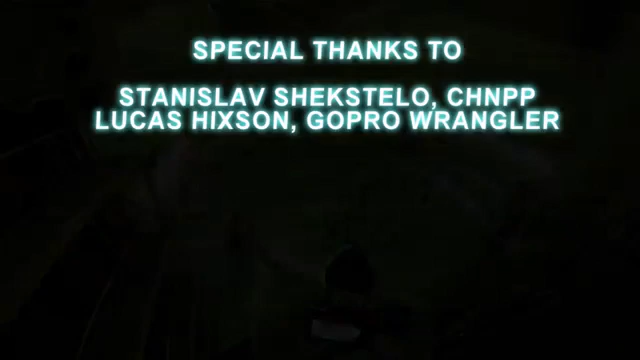 SPECIAL THANKS TO
STANISLAV SHEKSTELO, CHNPP
LUCAS HIXSON, GOPRO WRANGLER